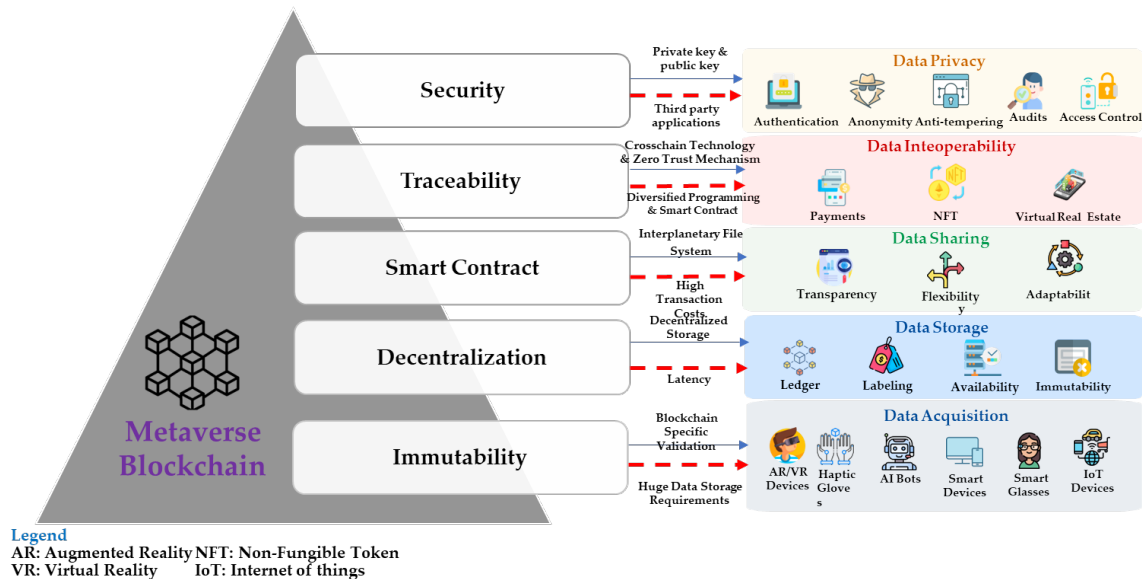 Security
Private key &
public key
Third party
applications
Data Privacy
Authentication
Anonymity
Anti-tempering
Audits
Access Control
Traceability
Crosschain Technology
& Zero Trust Mechanism
Diversified Programming
& Smart Contract
Data Inteoperability
Payments
NFT
NFT
Virtual Real Estate
Smart Contract
Interplanetary File
System
High
Transaction
Costs
Data Sharing
Transparency
Flexibility
y
Adaptabilit
Decentralization
Decentralized
Storage
Latency
Data Storage
Ledger
Labeling
Availability
Immutability
Immutability
Blockchain
Specific
Validation
Huge Data Storage
Requirements
Data Acquisition
AR/VR
Devices
Haptic
Glove
s
AI Bots
Smart
Devices
Smart
Glasses
IoT
Devices
Metaverse
Blockchain
Legend
AR: Augmented Reality NFT: Non-Fungible Token
VR: Virtual Reality IoT: Internet of things